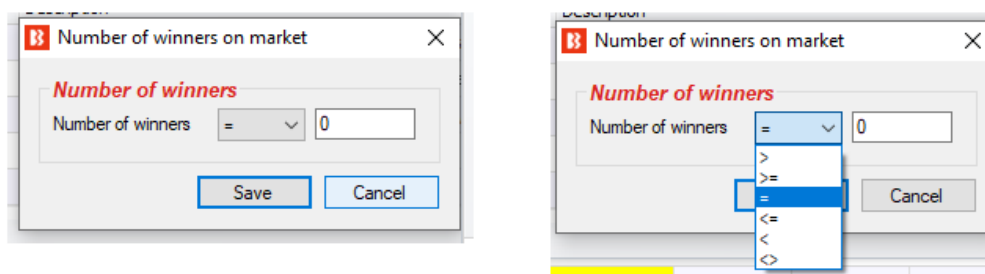 Number of winners on market
Number of winners
Number of winners = 0
Save Cancel
Description
Number of winners on market
Number of winners
Number of winners = 0
>
>=
=
<=
<
<>
Cancel